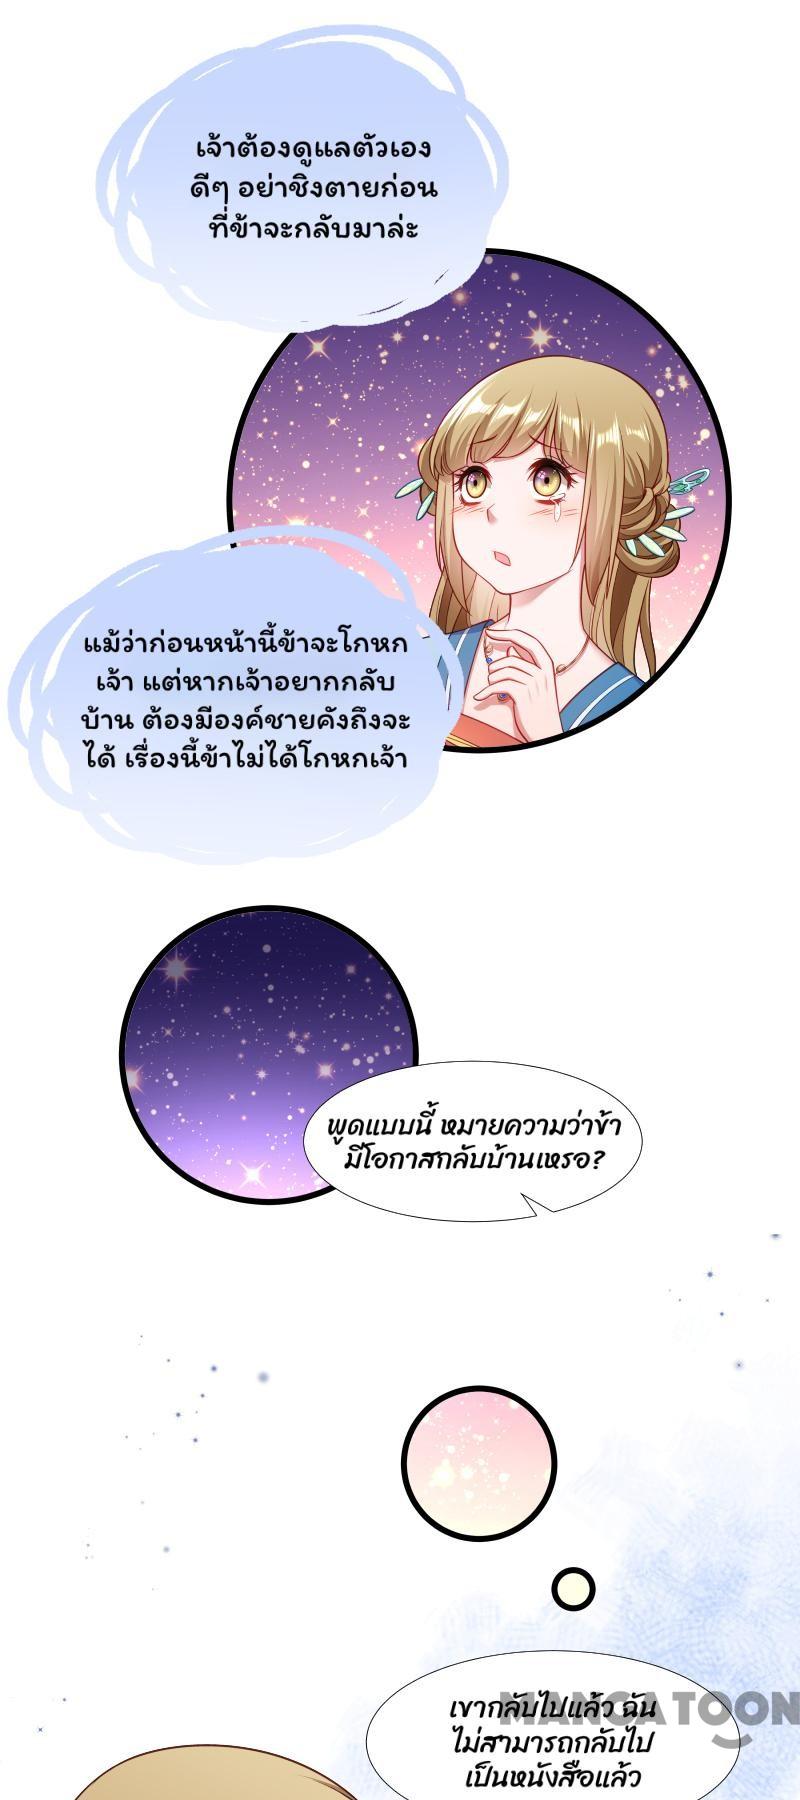 เจ้าต้องดูแลตัวเอง
ดีๆ อย่าชิงตายก่อน
ที่ข้าจะกลับมาล่ะ
แม้ว่าก่อนหน้านี้ข้าจะโกหก
เจ้า แต่หากเจ้าอยากกลับ
บ้าน ต้องมีองค์ชายคังถึงจะ
ได้ เรื่องนี้ข้าไม่ได้โกหกเจ้า
พูดแบบนี้ หมายความว่าข้า
มีโอกาสกลับบ้านเหรอ?
MANGA TOON
เขากลับไปแล้ว ฉัน
ไม่สามารถกลับไป
เป็นหนังสือแล้ว